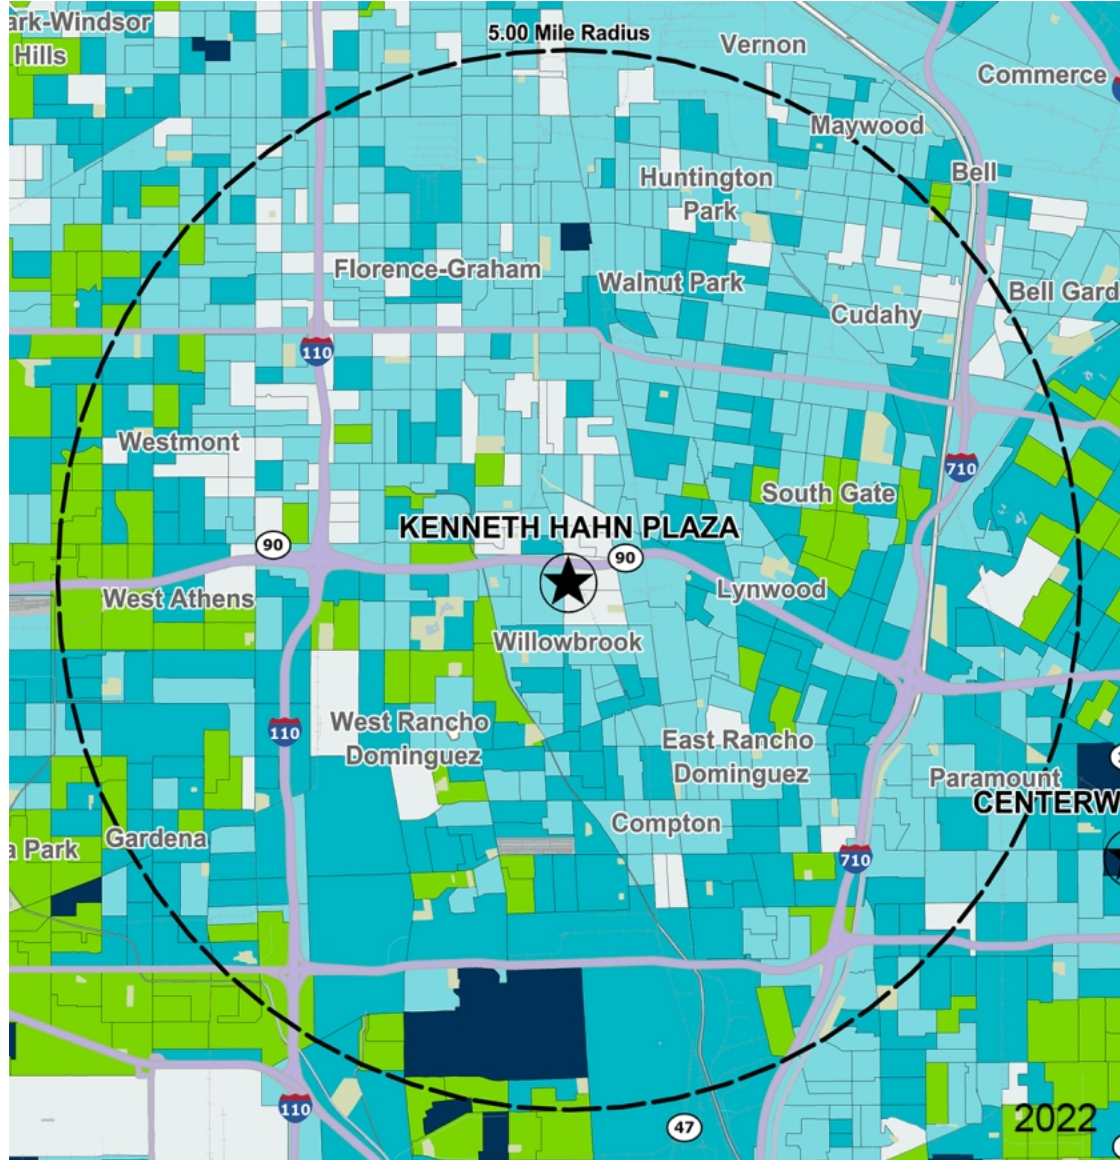 5.00 Mile Radius
Vernon
ark-Windsor
Hills
Commerce
Maywood
Bell
Huntington
Park
Florence-Graham
Walnut Park
Bell Gard
Cudahy
110
Westmont
710
South Gate
KENNETH HAHN PLAZA
90
90
West Athens
Lynwood
Willowbrook
110
West Rancho
Dominguez
East Rancho
Dominguez
Paramount
CENTERW
Compton
Gardena
a Park
710
110
47
2022